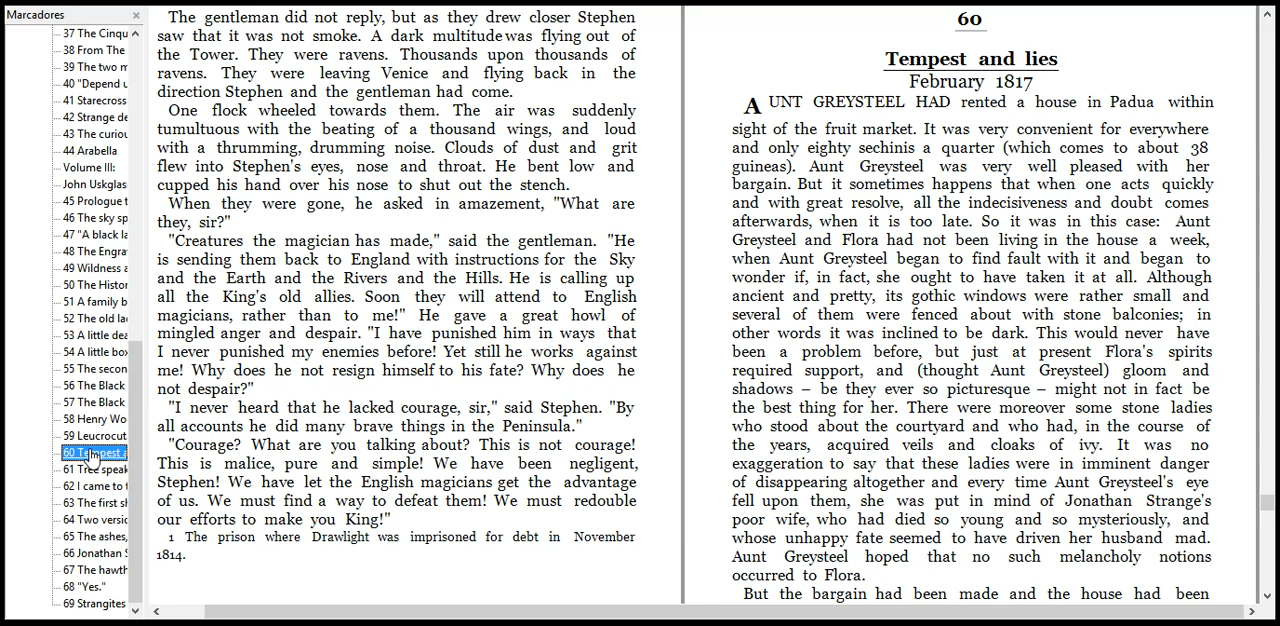 Marcadores
37 The Cinqu
38 From The
39 The two m
40 "Depend u
41 Starecross
42 Strange de
43 The curiou
44 Arabella
Volume III:
John Uskglas
45 Prologue t
46 The sky sp
47 "A black la
48 The Engra
49 Wildness a
50 The Histor
51 A family b
52 The old la
53 A little dea
54 A little box
55 The secon
56 The Black
57 The Black
58 Henry Wo
59 Leucrocut
60 Tempest a
61 Tree speak
62 I came to t
63 The first sh
64 Two versio
65 The ashes,
66 Jonathan S
67 The hawth
68 "Yes."
69 Strangites
The gentleman did not reply, but as they drew closer Stephen
saw that it was not smoke. A dark multitude was flying out of
the Tower. They were ravens. Thousands upon thousands of
ravens. They were leaving Venice and flying back in the
direction Stephen and the gentleman had come.
One flock wheeled towards them. The air was suddenly
tumultuous with the beating of a thousand wings, and loud
with a thrumming, drumming noise. Clouds of dust and grit
flew into Stephen's eyes, nose and throat. He bent low and
cupped his hand over his nose to shut out the stench.
When they were gone, he asked in amazement, "What are
they, sir?"
"Creatures the magician has made," said the gentleman. "He
is sending them back to England with instructions for the Sky
and the Earth and the Rivers and the Hills. He is calling up
all the King's old allies. Soon they will attend to English
magicians, rather than to me!" He gave a great howl of
mingled anger and despair. "I have punished him in ways that
I never punished my enemies before! Yet still he works against
me! Why does he not resign himself to his fate? Why does he
not despair?"
"I never heard that he lacked courage, sir," said Stephen. "By
all accounts he did many brave things in the Peninsula."
"Courage? What are you talking about? This is not courage!
This is malice, pure and simple! We have been negligent,
Stephen! We have let the English magicians get the advantage
of us. We must find a way to defeat them! We must redouble
our efforts to make you King!"
1 The prison where Drawlight was imprisoned for debt in November
1814.
60
Tempest and lies
February 1817
AUNT GREYSTEEL HAD rented a house in Padua within
sight of the fruit market. It was very convenient for everywhere
and only eighty sechinis a quarter (which comes to about 38
guineas). Aunt Greysteel was very well pleased with her
bargain. But it sometimes happens that when one acts quickly
and with great resolve, all the indecisiveness and doubt comes
afterwards, when it is too late. So it was in this case: Aunt
Greysteel and Flora had not been living in the house a week,
when Aunt Greysteel began to find fault with it and began to
wonder if, in fact, she ought to have taken it at all. Although
ancient and pretty, its gothic windows were rather small and
several of them were fenced about with stone balconies; in
other words it was inclined to be dark. This would never have
been a problem before, but just at present Flora's spirits
required support, and (thought Aunt Greysteel) gloom and
shadows – be they ever so picturesque – might not in fact be
the best thing for her. There were moreover some stone ladies
who stood about the courtyard and who had, in the course of
the years, acquired veils and cloaks of ivy. It was no
exaggeration to say that these ladies were in imminent danger
of disappearing altogether and every time Aunt Greysteel's eye
fell upon them, she was put in mind of Jonathan Strange's
poor wife, who had died so young and so mysteriously, and
whose unhappy fate seemed to have driven her husband mad.
Aunt Greysteel hoped that no such melancholy notions
occurred to Flora.
But the bargain had been made and the house had been